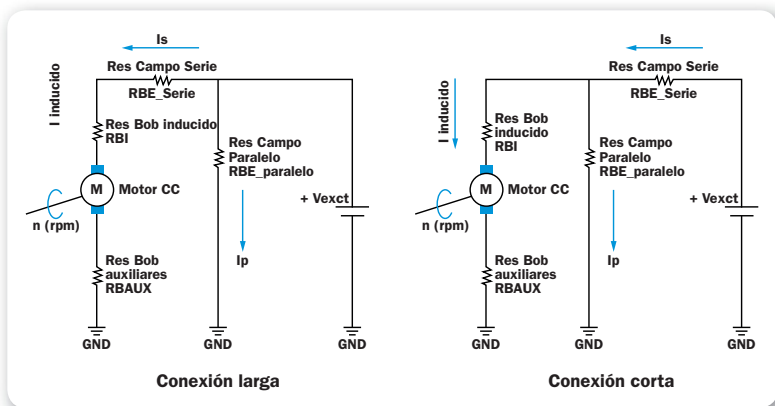 Is
Res Campo Serie
RBE_Serie
I inducido
Res Bob inducido
RBI
Res Campo
Paralelo
RBE_paralelo
M
Motor CC
+ Vexct
n (rpm)
Ip
Res Bob
auxiliares
RBAUX
GND
GND
GND
Conexión larga
Is
Res Campo Serie
RBE_Serie
I inducido
Res Bob
inducido
RBI
Res Campo
Paralelo
RBE_paralelo
M
Motor CC
+ Vexct
n (rpm)
Ip
Res Bob
auxiliares
RBAUX
GND
GND
GND
Conexión corta